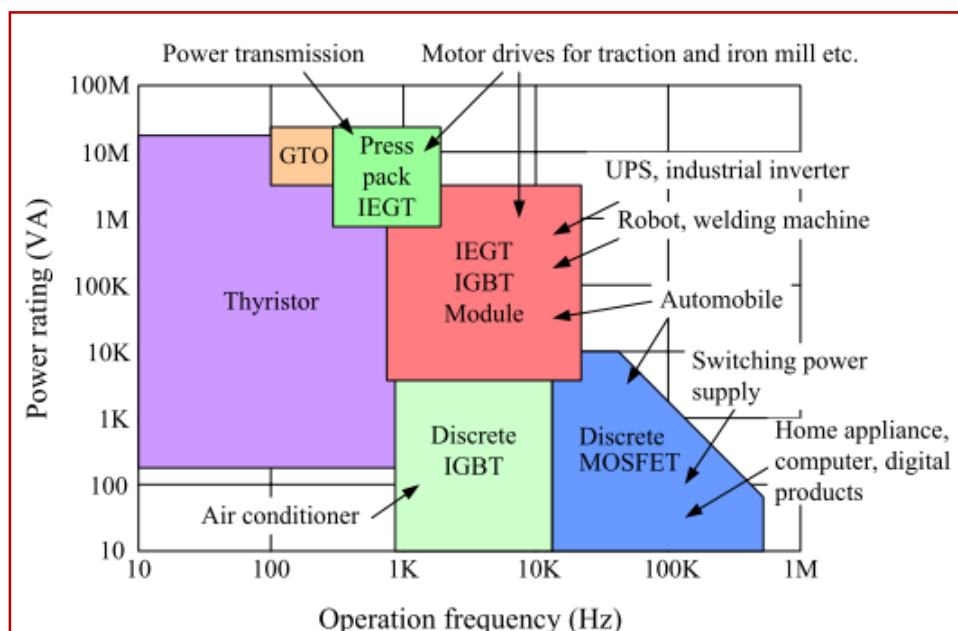 Power transmission
Motor drives for traction and iron mill etc.
100M
10M
1M
100K
10K
1K
100
10
Power rating (VA)
GTO
Press
pack
IEGT
UPS, industrial inverter
Robot, welding machine
IEGT
IGBT
Module
Thyristor
Automobile
Switching power
supply
Discrete
IGBT
Discrete
MOSFET
Home appliance,
computer, digital
products
Air conditioner
10
100
1K
10K
100K
1M
Operation frequency (Hz)